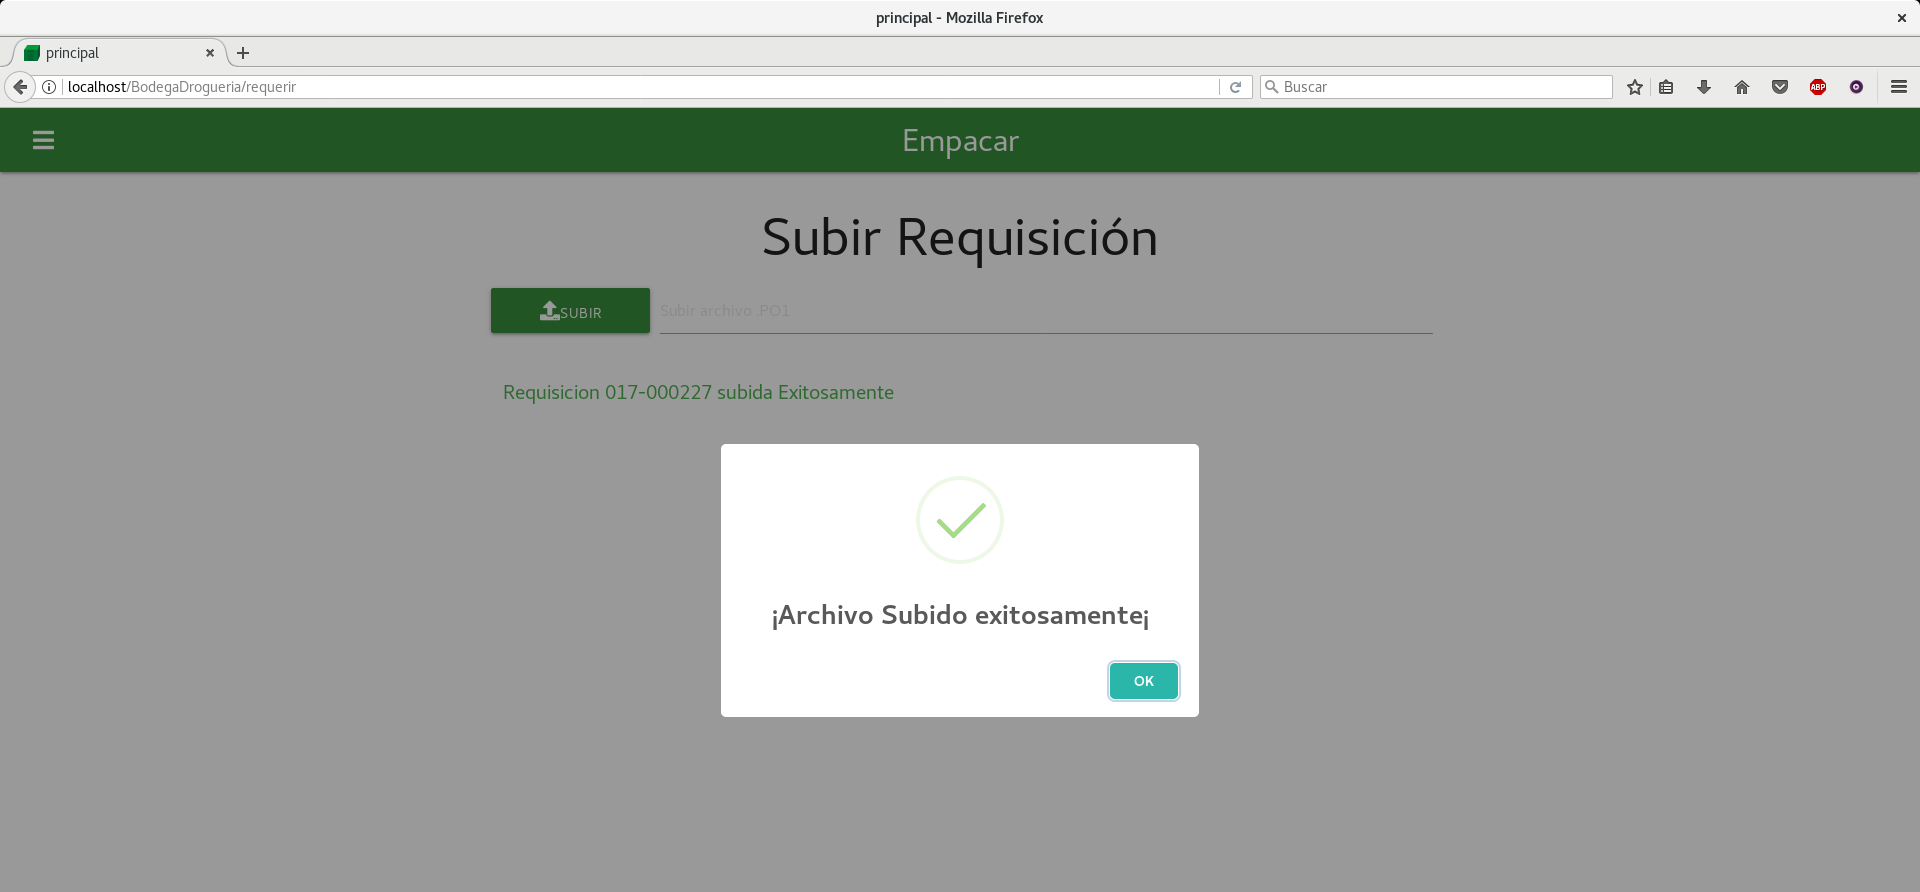 principal - Mozilla Firefox
principal
localhost/BodegaDrogueria/requerir
Buscar
ABP
Empacar
Subir Requisición
SUBIR
Subir archivo .PO1
Requisicion 017-000227 subida Exitosamente
¡Archivo Subido exitosamente¡
OK